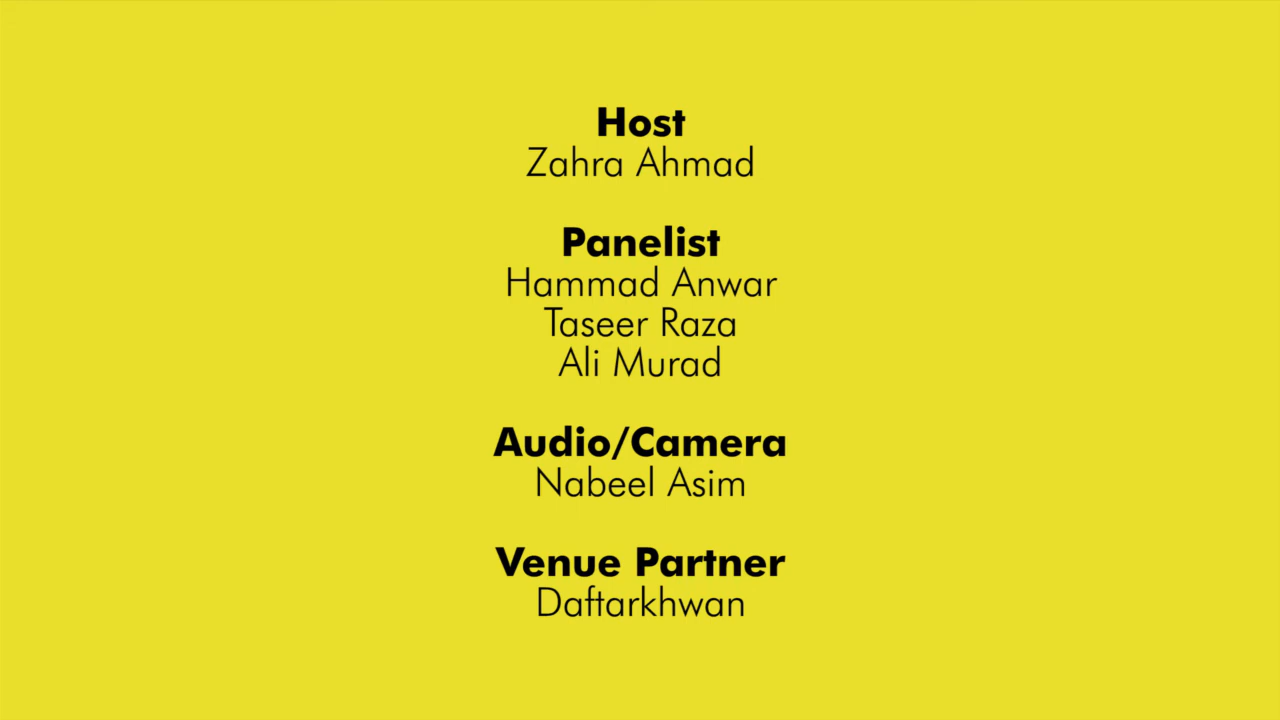 Host
Zahra Ahmad
Panelist
Hammad Anwar
Taseer Raza
Ali Murad
Audio/Camera
Nabeel Asim
Venue Partner
Daftarkhwan